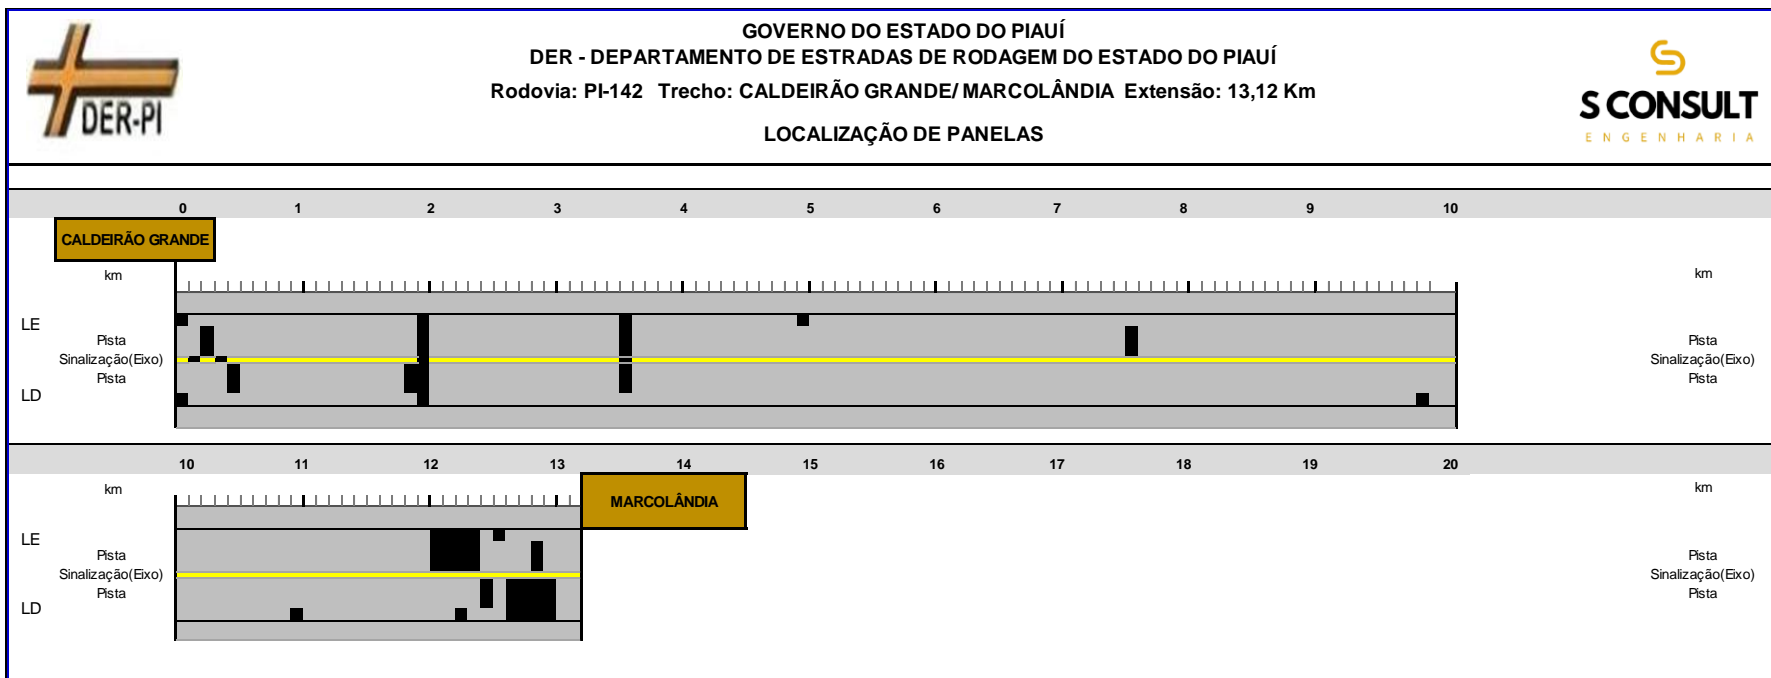 GOVERNO DO ESTADO DO PIAUÍ
DER - DEPARTAMENTO DE ESTRADAS DE RODAGEM DO ESTADO DO PIAUÍ
Rodovia: PI-142 Trecho: CALDEIRÃO GRANDE/ MARCOLÂNDIA Extensão: 13,12 Km
LOCALIZAÇÃO DE PANELAS
DER-PI
S CONSULT
ENGENHARIA
0 1 2 3 4 5 6 7 8 9 10
CALDEIRÃO GRANDE
km km
LE
Pista Pista
Sinalização(Eixo) Sinalização(Eixo)
Pista Pista
LD
10 11 12 13 14 15 16 17 18 19 20
km MARCOLÂNDIA km
LE
Pista Pista
Sinalização(Eixo) Sinalização(Eixo)
Pista Pista
LD